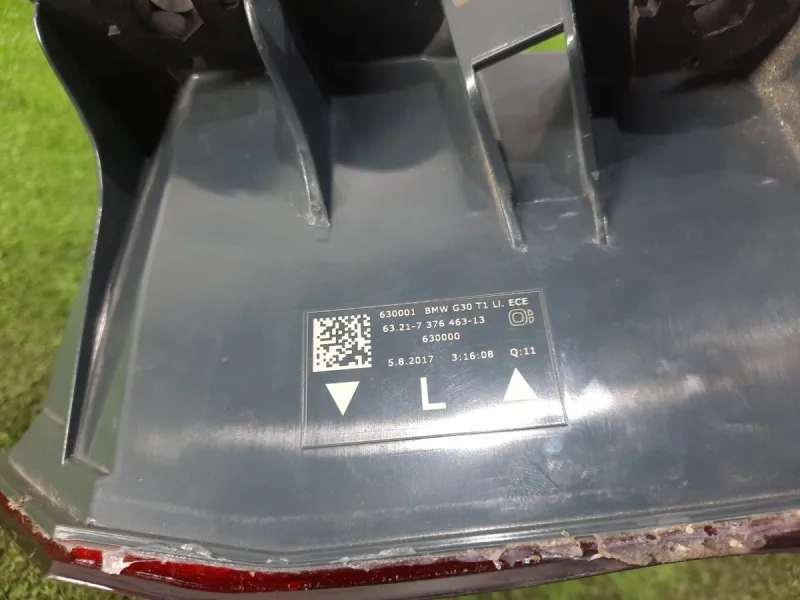 630001 BMW G30 T1 LI. ECE
63.21-7 376 463-13
630000
5.8.2017 3:16:08 Q:11
L